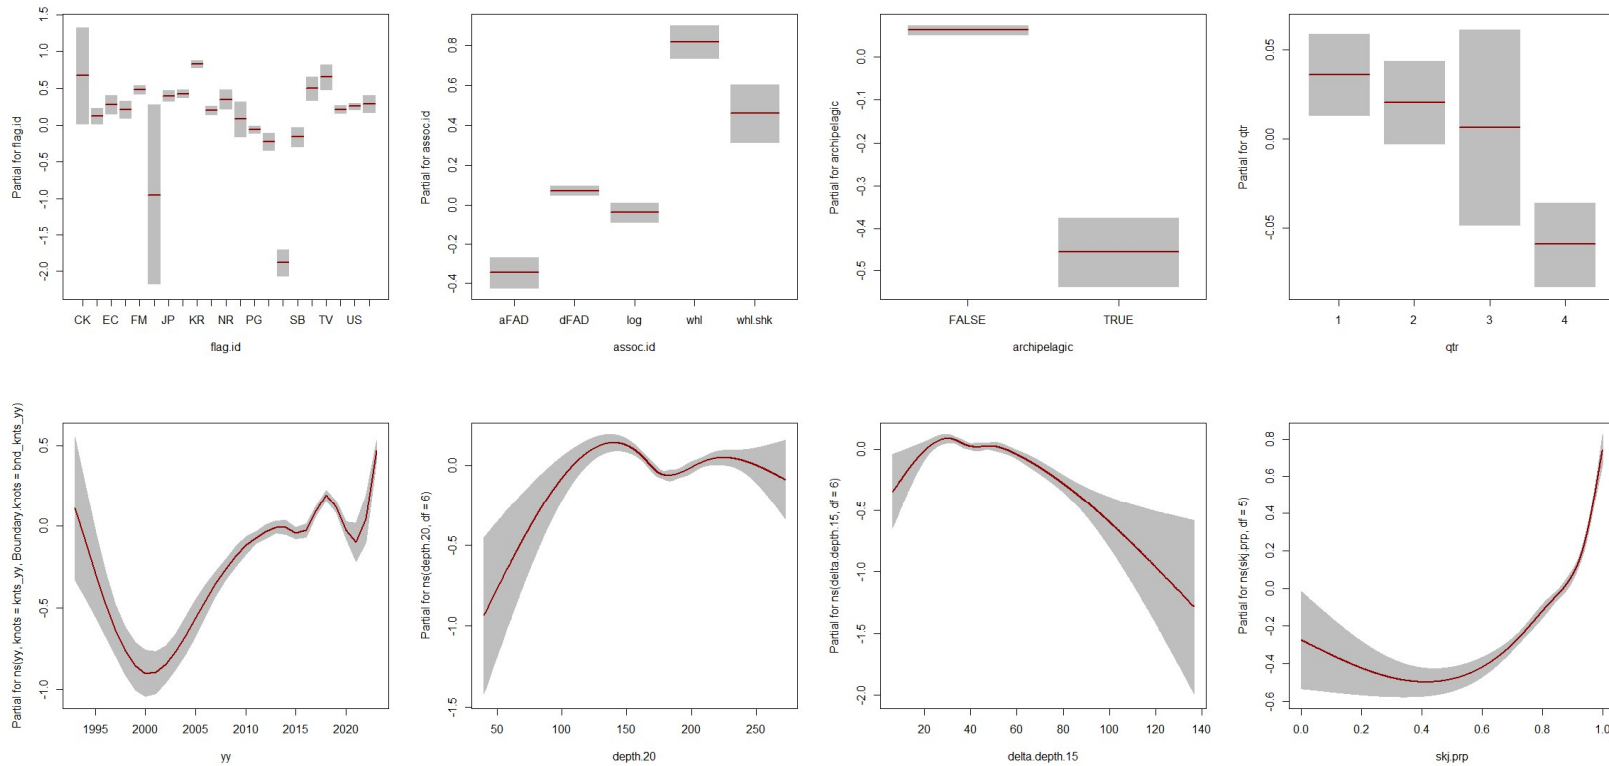 Partial for flag.id
1.5
1.0
0.5
0.0
-0.5
-1.0
-1.5
-2.0
CK EC FM JP KR NR PG SB TV US
flag.id
Partial for assoc.id
0.8
0.6
0.4
0.2
0.0
-0.2
-0.4
aFAD dFAD log whl whl.shk
assoc.id
Partial for archipelagic
0.0
-0.1
-0.2
-0.3
-0.4
-0.5
FALSE TRUE
archipelagic
Partial for qtr
0.05
0.00
-0.05
1 2 3 4
qtr
Partial for ns(yy, knots = knts_yy, Boundary.knots = bnd_knts_yy)
0.5
0.0
-0.5
-1.0
1995 2000 2005 2010 2015 2020
yy
Partial for ns(depth.20, df = 6)
0.0
-0.5
-1.0
-1.5
50 100 150 200 250
depth.20
Partial for ns(delta.depth.15, df = 6)
0.0
-0.5
-1.0
-1.5
-2.0
20 40 60 80 100 120 140
delta.depth.15
Partial for ns(skj.prp, df = 5)
0.8
0.6
0.4
0.2
0.0
-0.2
-0.4
-0.6
0.0 0.2 0.4 0.6 0.8 1.0
skj.prp